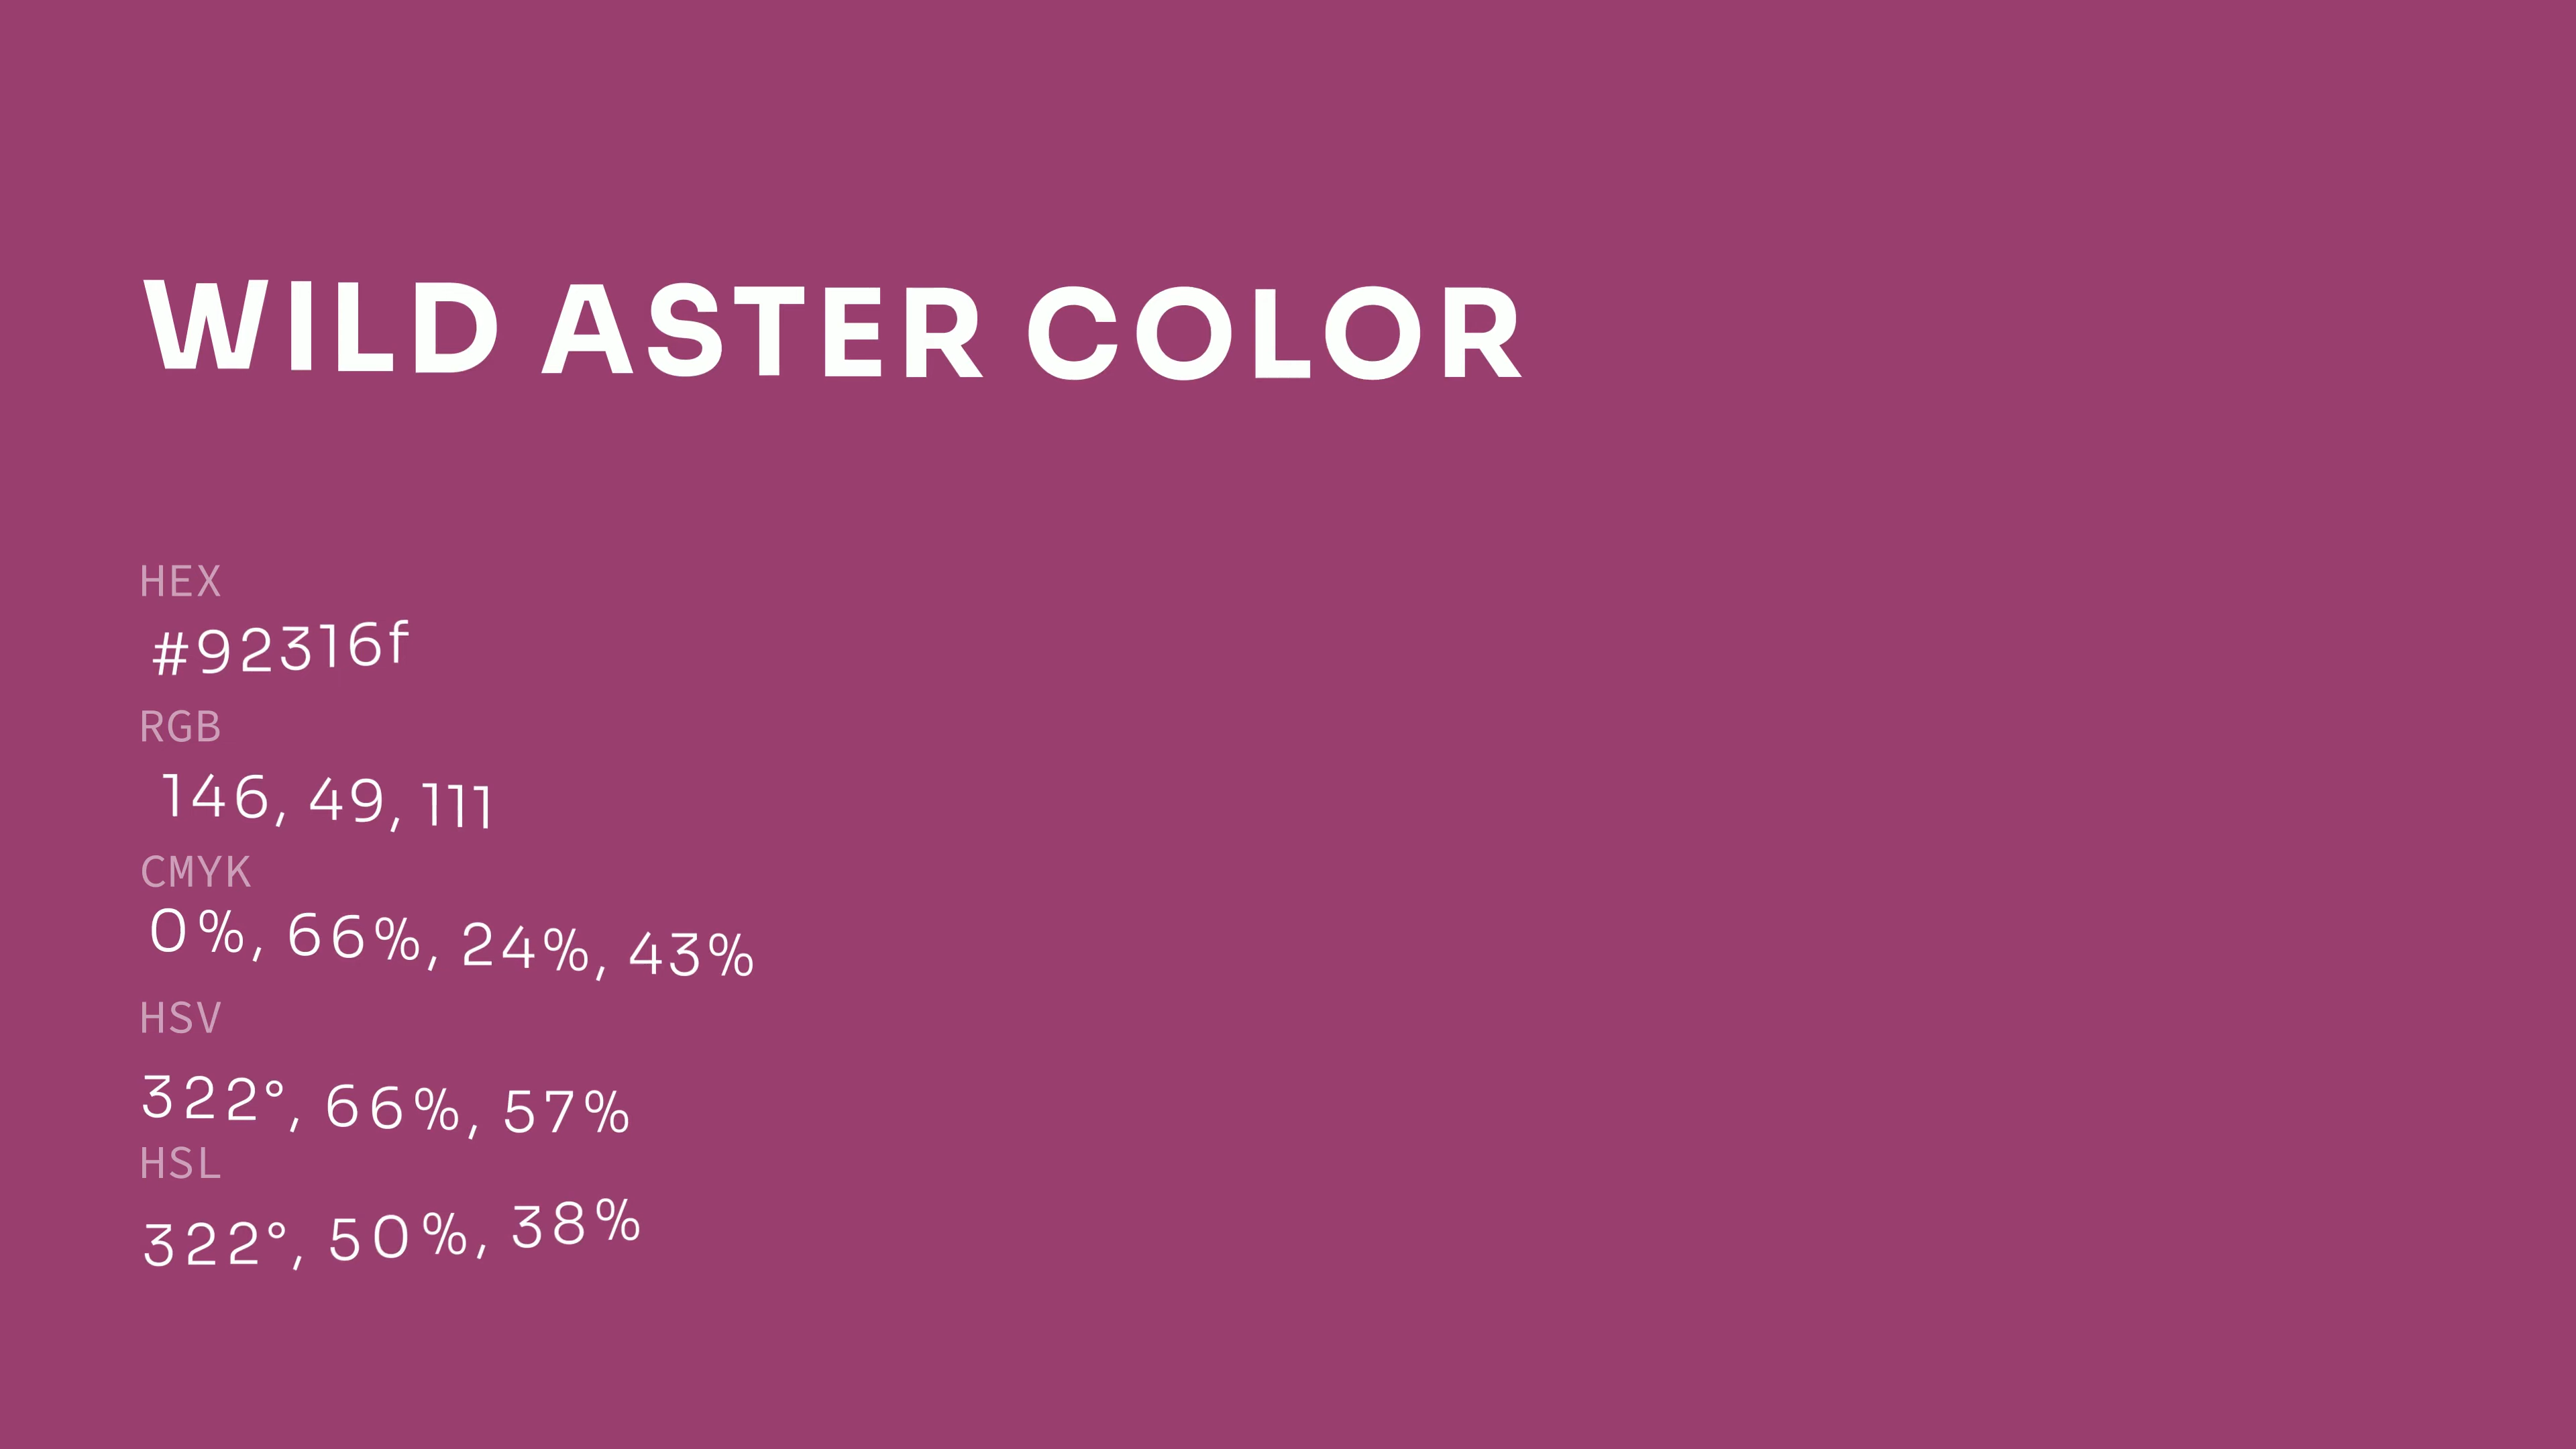 WILD ASTER COLOR
HEX
#92316f
RGB
146, 49, 111
CMYK
0%, 66%, 24%, 43%
HSV
322°, 66%, 57%
HSL
322°, 50%, 38%